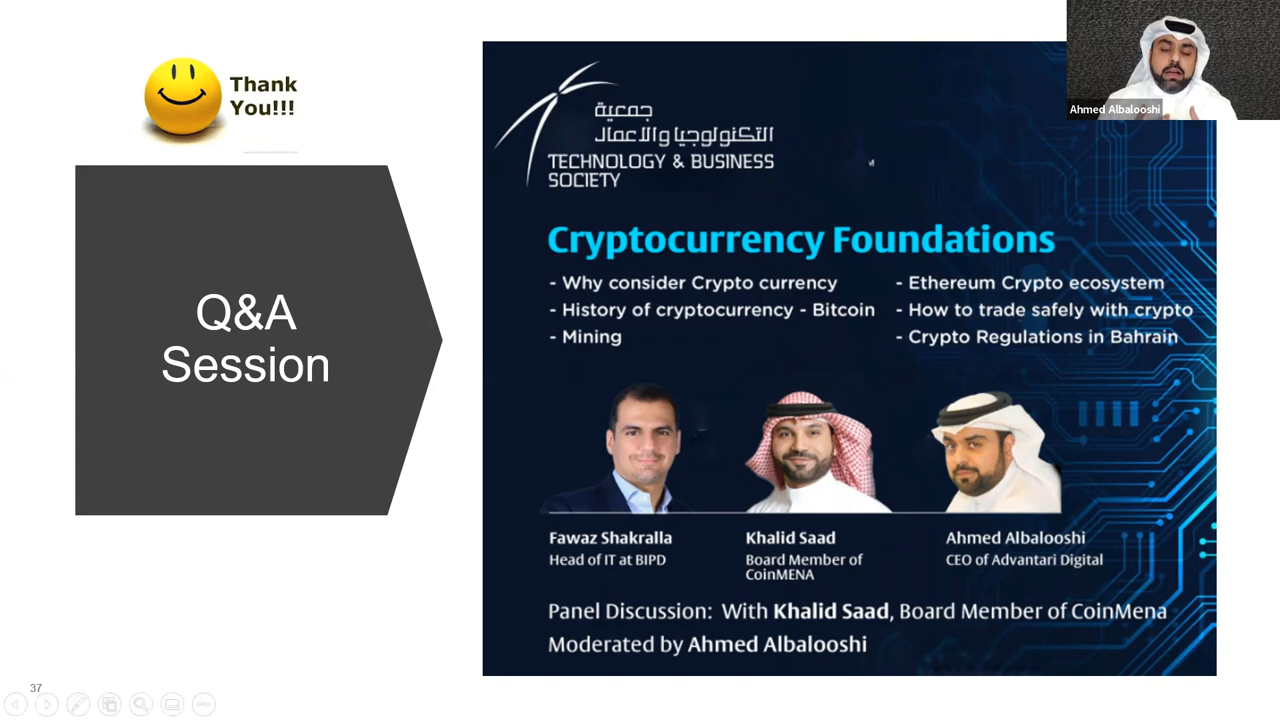 Thank
You!!!
Q&A
Session
جمعية
التكنولوجيا والأعمال
TECHNOLOGY & BUSINESS
SOCIETY
Cryptocurrency Foundations
- Why consider Crypto currency
- History of cryptocurrency - Bitcoin
- Mining
- Ethereum Crypto ecosystem
- How to trade safely with crypto
- Crypto Regulations in Bahrain
Fawaz Shakralla
Head of IT at BIPD
Khalid Saad
Board Member of
CoinMENA
Ahmed Albalooshi
CEO of Advantari Digital
Panel Discussion: With Khalid Saad, Board Member of CoinMena
Moderated by Ahmed Albalooshi
Ahmed Albalooshi
37